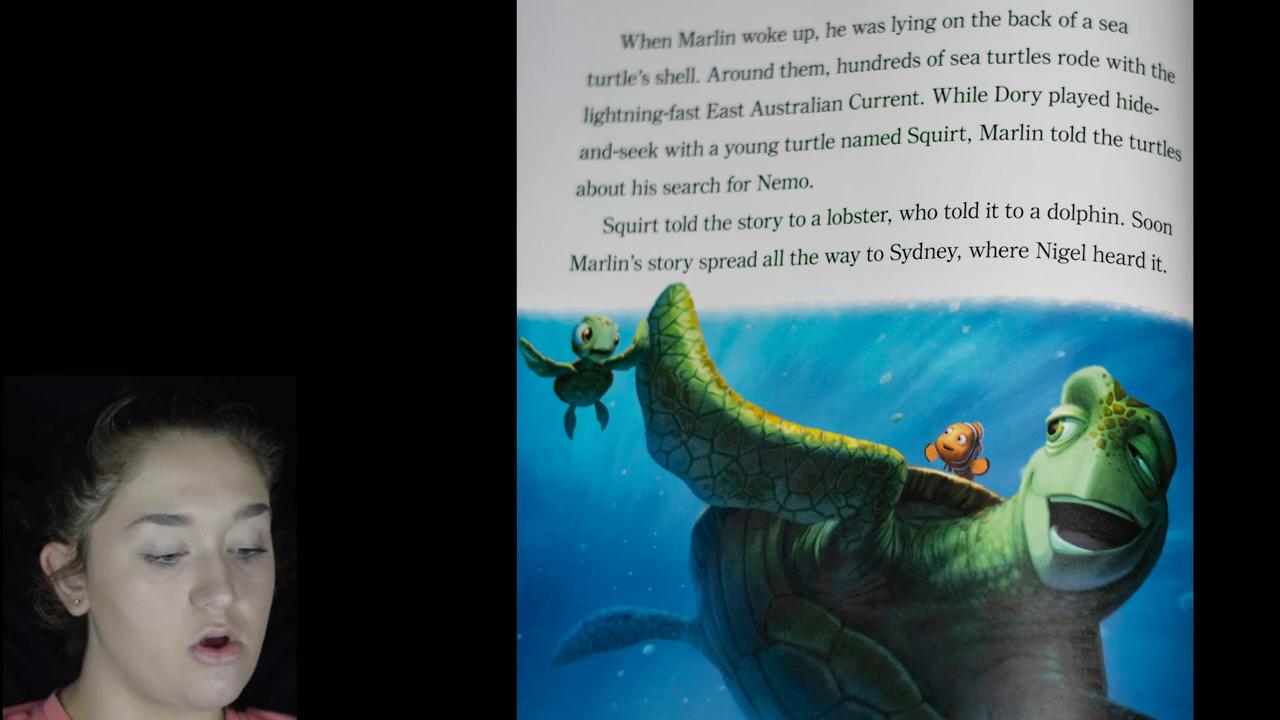 When Marlin woke up, he was lying on the back of a sea
turtle's shell. Around them, hundreds of sea turtles rode with the
lightning-fast East Australian Current. While Dory played hide-
and-seek with a young turtle named Squirt, Marlin told the turtles
about his search for Nemo.
Squirt told the story to a lobster, who told it to a dolphin. Soon
Marlin's story spread all the way to Sydney, where Nigel heard it.